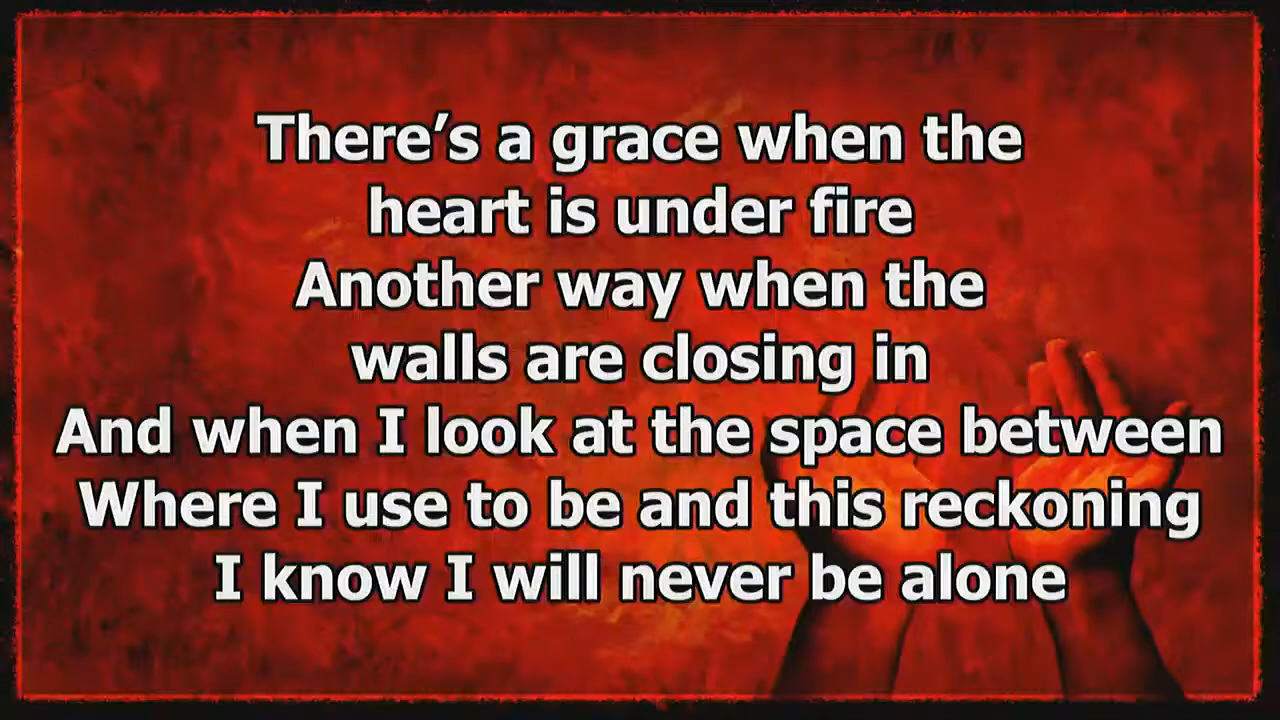 There’s a grace when the
heart is under fire
Another way when the
walls are closing in
And when I look at the space between
Where I use to be and this reckoning
I know I will never be alone